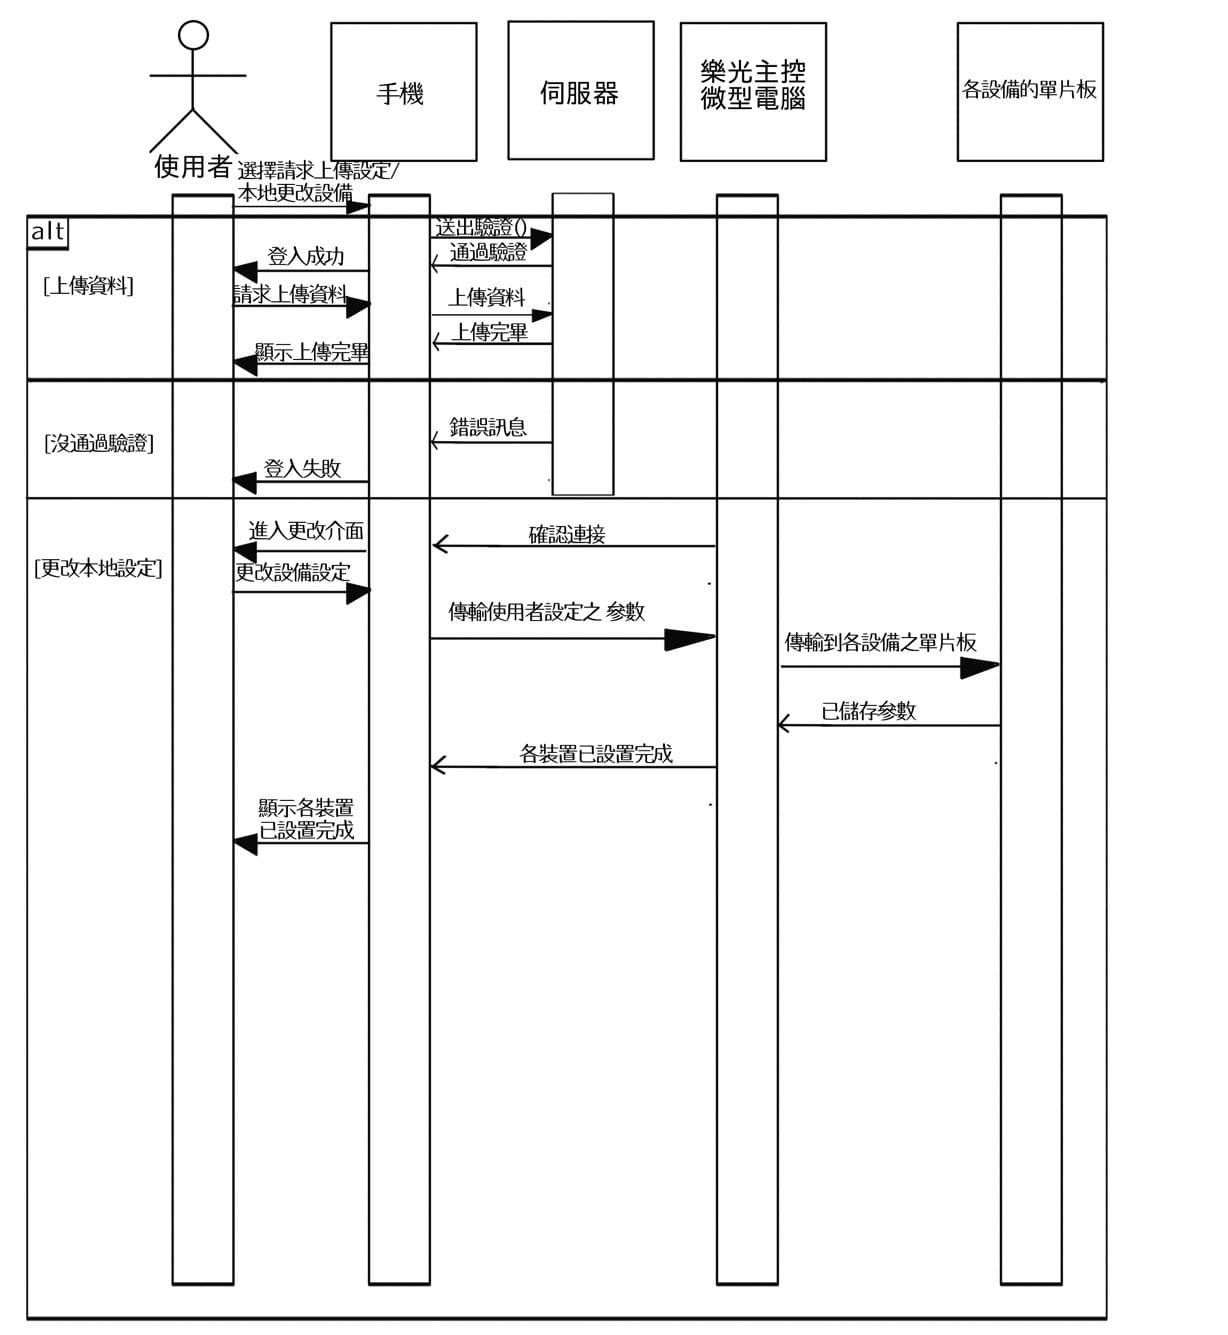 使用者
手機
伺服器
樂光主控
微型電腦
各設備的單片板
選擇請求上傳設定/
本地更改設備
alt
送出驗證()
通過驗證
登入成功
[上傳資料]
請求上傳資料
上傳資料
上傳完畢
顯示上傳完畢
錯誤訊息
[沒通過驗證]
登入失敗
進入更改介面
確認連接
[更改本地設定]
更改設備設定
傳輸使用者設定之 參數
傳輸到各設備之單片板
已儲存參數
各裝置已設置完成
顯示各裝置
已設置完成